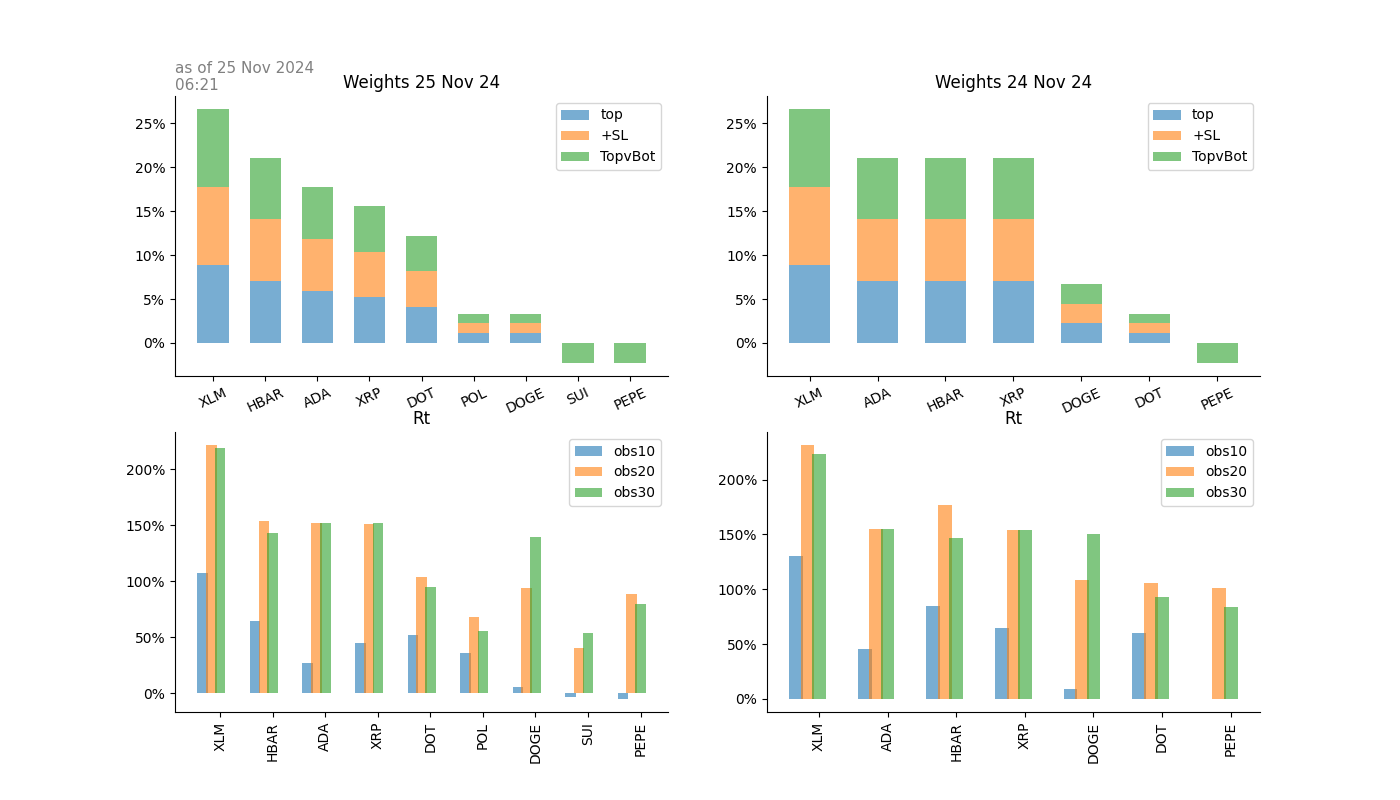 as of 25 Nov 2024
06:21
Weights 25 Nov 24
25%
20%
15%
10%
5%
0%
top
+SL
TopvBot
XLM
HBAR
ADA
XRP
DOT
POL
DOGE
SUI
PEPE
Weights 24 Nov 24
25%
20%
15%
10%
5%
0%
top
+SL
TopvBot
XLM
ADA
HBAR
XRP
DOGE
DOT
PEPE
Rt
200%
150%
100%
50%
0%
obs10
obs20
obs30
XLM
HBAR
ADA
XRP
DOT
POL
DOGE
SUI
PEPE
Rt
200%
150%
100%
50%
0%
obs10
obs20
obs30
XLM
ADA
HBAR
XRP
DOGE
DOT
PEPE